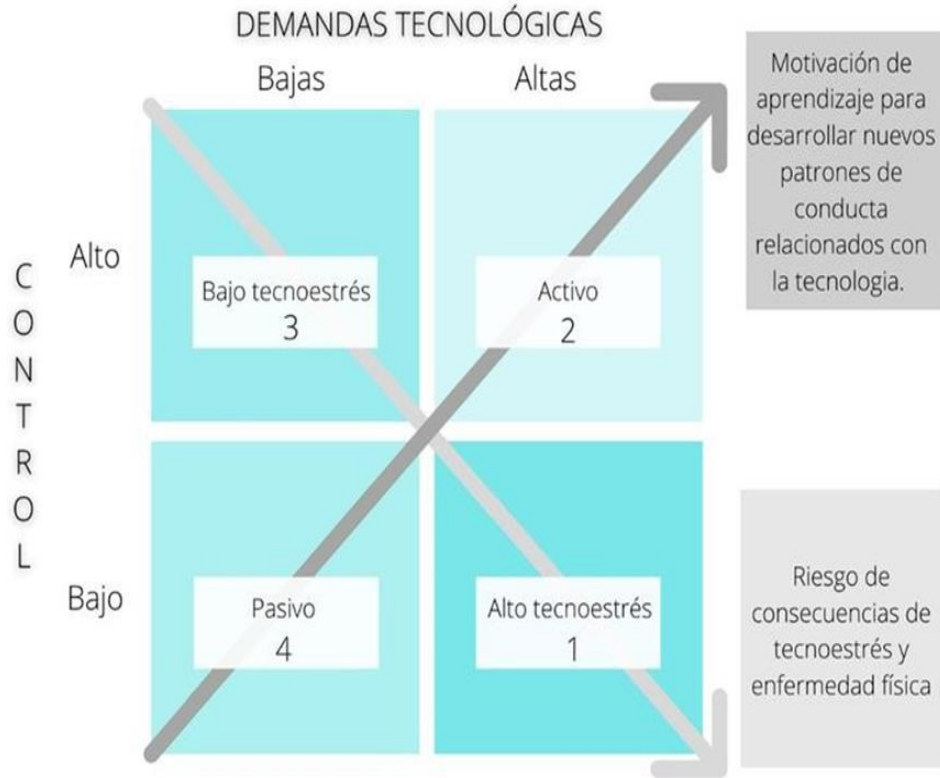 DEMANDAS TECNOLÓGICAS
Bajas
Altas
CONTROL
Alto
Bajo
Bajo tecnoestrés
3
Activo
2
Pasivo
4
Alto tecnoestrés
1
Motivación de
aprendizaje para
desarrollar nuevos
patrones de
conducta
relacionados con
la tecnologia.
Riesgo de
consecuencias de
tecnoestrés y
enfermedad física